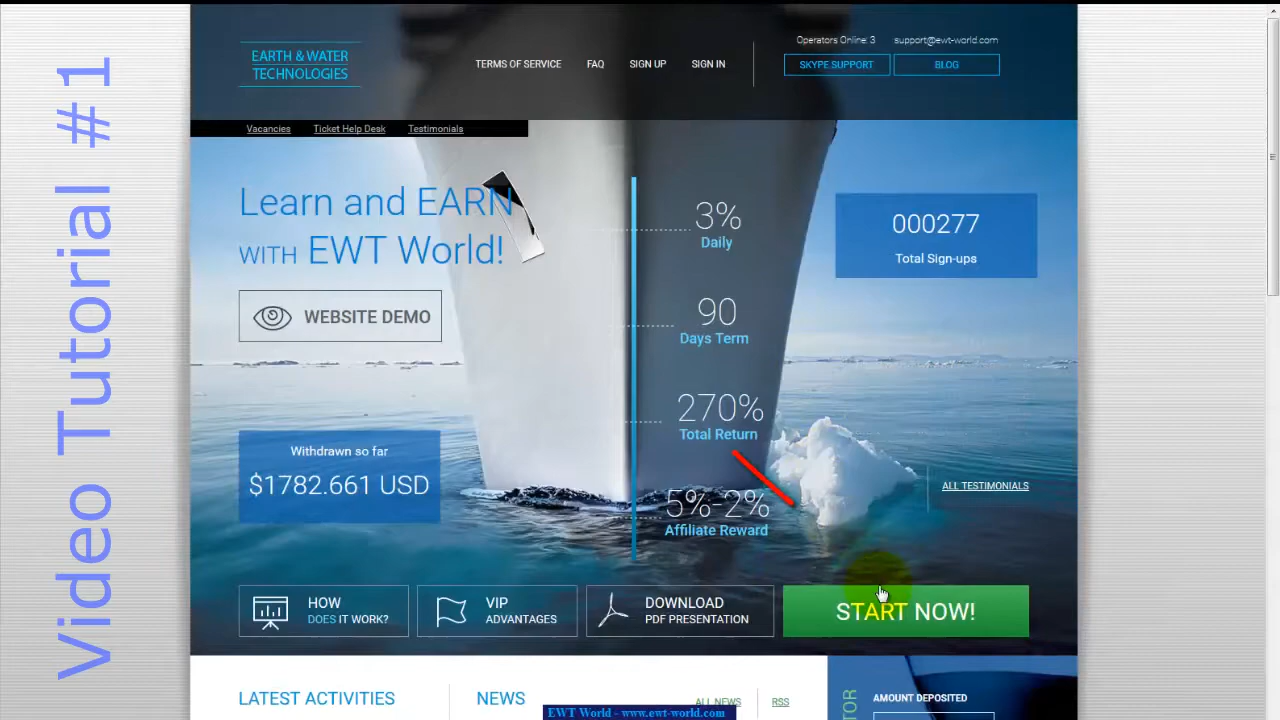 Video Tutorial #1
EARTH & WATER
TECHNOLOGIES
TERMS OF SERVICE
FAQ
SIGN UP
SIGN IN
Operators Online: 3
support@ewt-world.com
SKYPE SUPPORT
BLOG
Vacancies
Ticket Help Desk
Testimonials
Learn and EARN
WITH EWT World!
WEBSITE DEMO
3%
Daily
90
Days Term
270%
Total Return
5%-2%
Affiliate Reward
000277
Total Sign-ups
Withdrawn so far
$1782.661 USD
ALL TESTIMONIALS
HOW
DOES IT WORK?
VIP
ADVANTAGES
DOWNLOAD
PDF PRESENTATION
START NOW!
LATEST ACTIVITIES
NEWS
ALL NEWS
RSS
AMOUNT DEPOSITED
EWT World - www.ewt-world.com